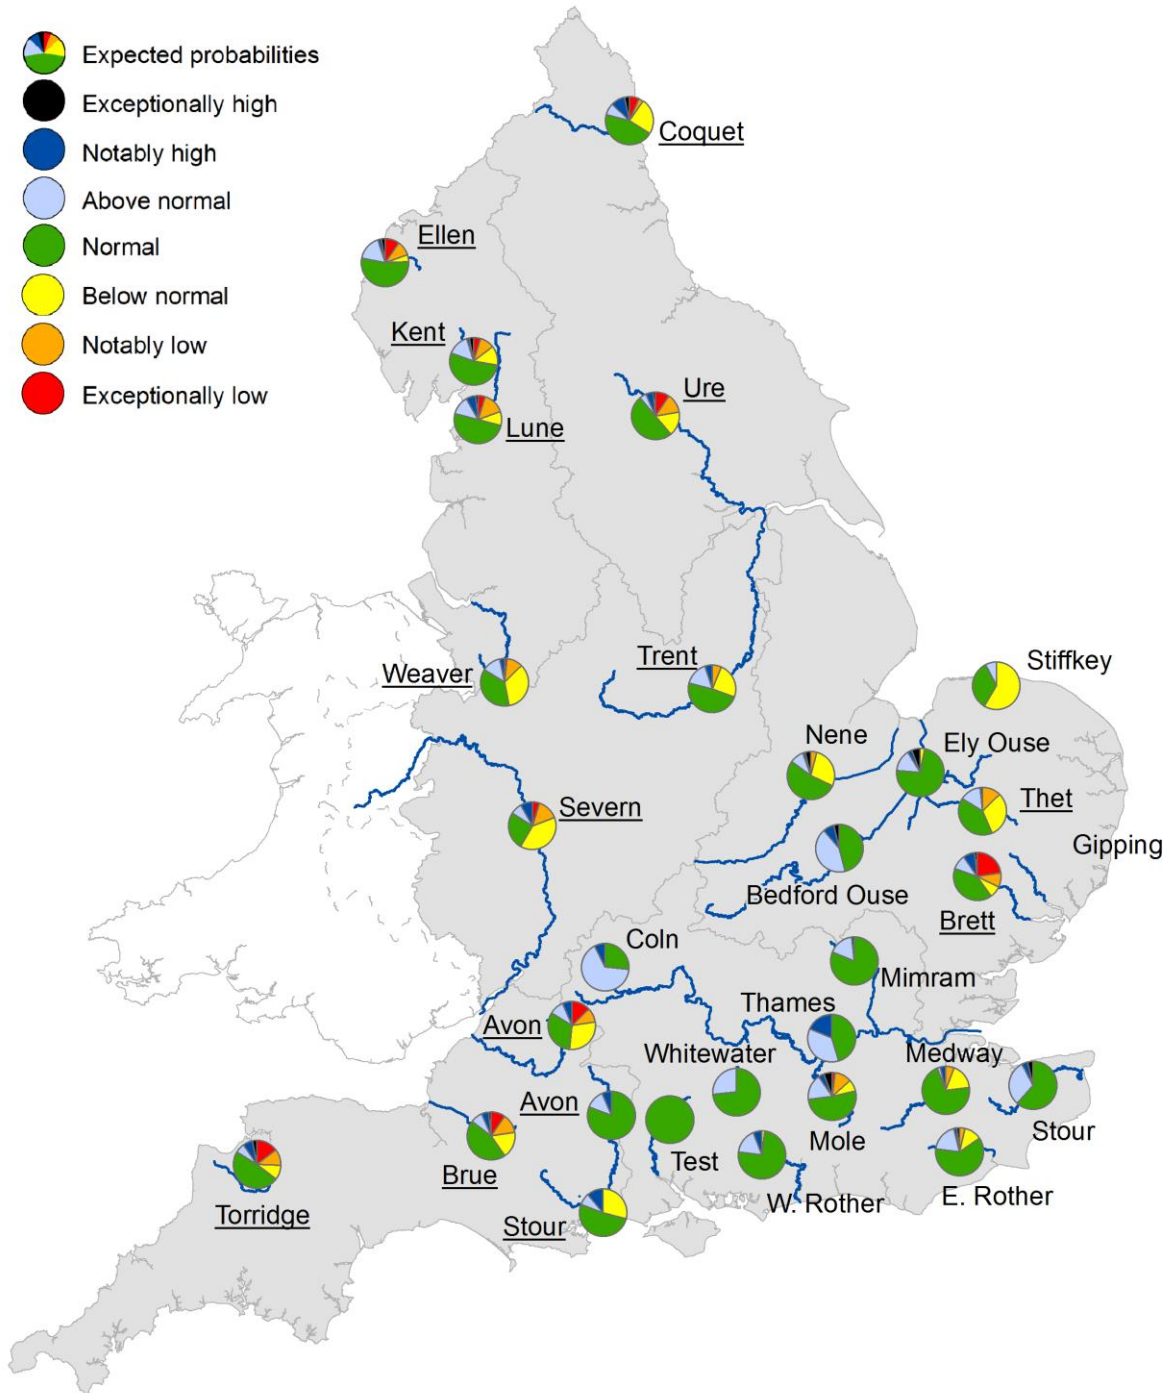 Expected probabilities
Exceptionally high
Notably high
Above normal
Normal
Below normal
Notably low
Exceptionally low
Coquet
Ellen
Kent
Lune
Ure
Weaver
Trent
Stiffkey
Nene
Ely Ouse
Severn
Thet
Gipping
Bedford Ouse
Brett
Coln
Mimram
Thames
Avon
Whitewater
Medway
Avon
Mole
Stour
Test
Brue
W. Rother
E. Rother
Torridge
Stour